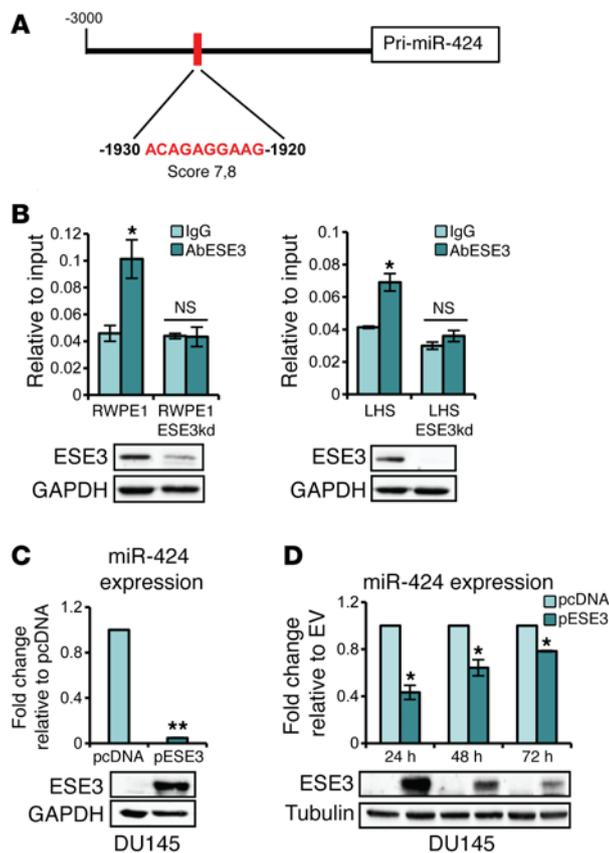 A
-3000
Pri-miR-424
-1930 ACAGAGGAAG-1920
Score 7,8
B
Relative to input
0.12
0.1
0.08
0.06
0.04
0.02
0
IgG
AbESE3
*
NS
RWPE1
RWPE1
ESE3kd
ESE3
GAPDH
Relative to input
0.1
0.08
0.06
0.04
0.02
0
IgG
AbESE3
*
NS
LHS
LHS
ESE3kd
ESE3
GAPDH
C
miR-424
expression
Fold change
relative to pcDNA
1.2
0.8
0.4
0
**
pcDNA
pESE3
ESE3
GAPDH
DU145
D
miR-424 expression
Fold change
relative to EV
1.2
0.8
0.4
0
pcDNA
pESE3
*
*
*
24 h
48 h
72 h
ESE3
Tubulin
DU145